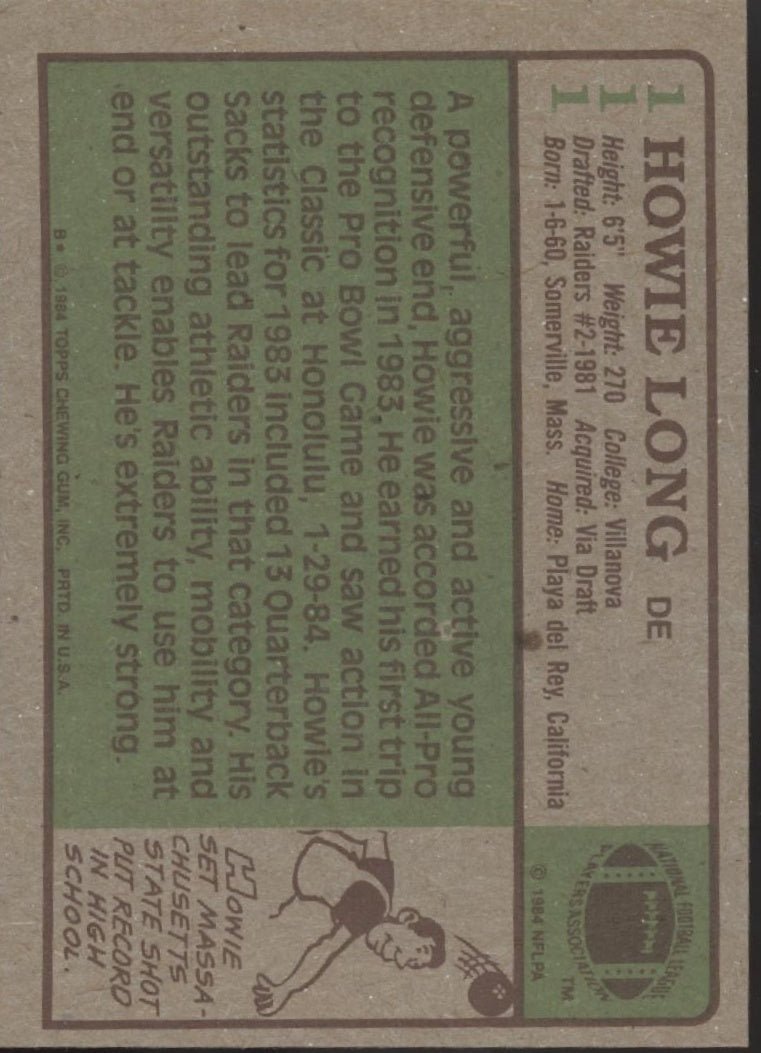 111
HOWIE LONG DE
Height: 6'5" Weight: 270 College: Villanova
Drafted: Raiders #2-1981 Acquired: Via Draft
Born: 1-6-60, Somerville, Mass. Home: Playa del Rey, California
NATIONAL FOOTBALL LEAGUE
PLAYERS ASSOCIATION
TM
© 1984 NFLPA
A powerful, aggressive and active young
defensive end, Howie was accorded All-Pro
recognition in 1983. He earned his first trip
to the Pro Bowl Game and saw action in
the Classic at Honolulu, 1-29-84. Howie's
statistics for 1983 included 13 Quarterback
Sacks to lead Raiders in that category. His
outstanding athletic ability, mobility and
versatility enables Raiders to use him at
end or at tackle. He's extremely strong.
B* © 1984 TOPPS CHEWING GUM, INC. PRTD. IN U.S.A.
HOWIE
SET MASSA-
CHUSETTS
STATE SHOT
PUT RECORD
IN HIGH
SCHOOL.